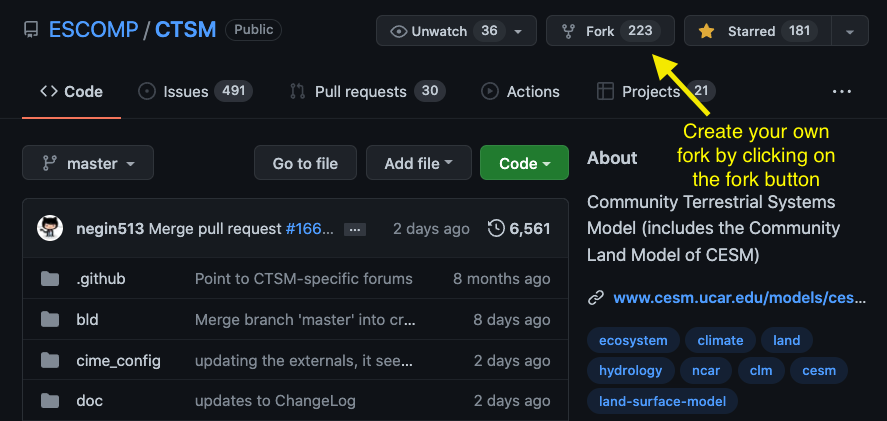 ESCOMP / CTSM Public Unwatch 36 Fork 223 Starred 181
Code Issues 491 Pull requests 30 Actions Projects 21 ...
Create your own
fork by clicking on
the fork button
master Go to file Add file Code
negin513 Merge pull request #166... ... 2 days ago 6,561
.github Point to CTSM-specific forums 8 months ago
bld Merge branch 'master' into cr... 8 days ago
cime_config updating the externals, it see... 2 days ago
doc updates to ChangeLog 2 days ago
About
Community Terrestrial Systems
Model (includes the Community
Land Model of CESM)
www.cesm.ucar.edu/models/ces...
ecosystem climate land
hydrology ncar clm cesm
land-surface-model